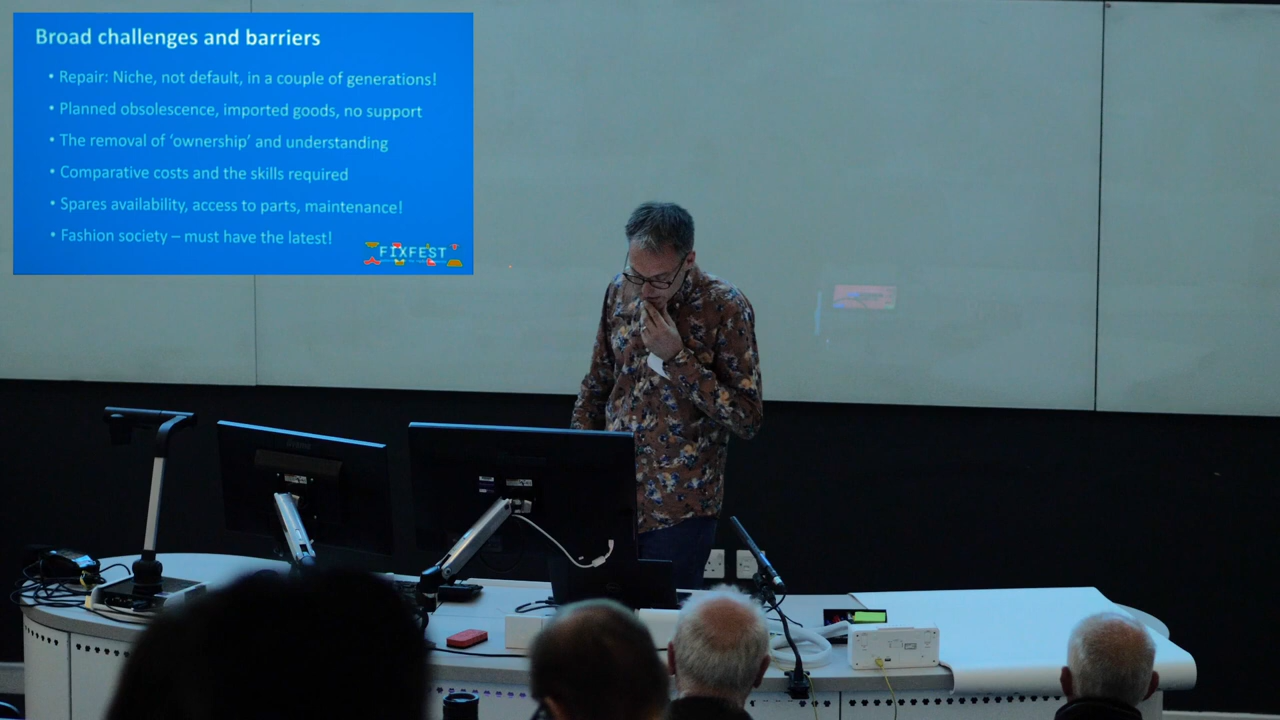 Broad challenges and barriers
• Repair: Niche, not default, in a couple of generations!
• Planned obsolescence, imported goods, no support
• The removal of ‘ownership’ and understanding
• Comparative costs and the skills required
• Spares availability, access to parts, maintenance!
• Fashion society – must have the latest!
FIXFEST